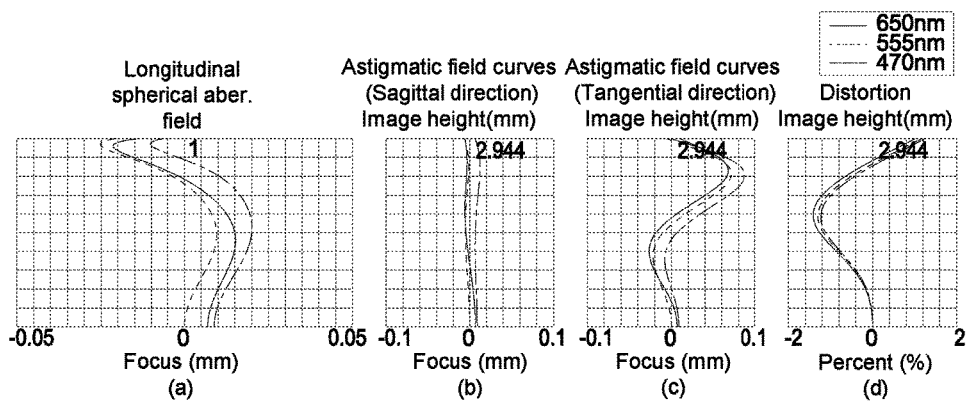 650nm
555nm
470nm
Longitudinal
spherical aber.
field
Astigmatic field curves
(Sagittal direction)
Image height(mm)
Astigmatic field curves
(Tangential direction)
Image height(mm)
Distortion
Image height(mm)
1
2.944
2.944
2.944
-0.05
0
0.05
Focus (mm)
(a)
-0.1
0
0.1
Focus (mm)
(b)
-0.1
0
0.1
Focus (mm)
(c)
-2
0
2
Percent (%)
(d)